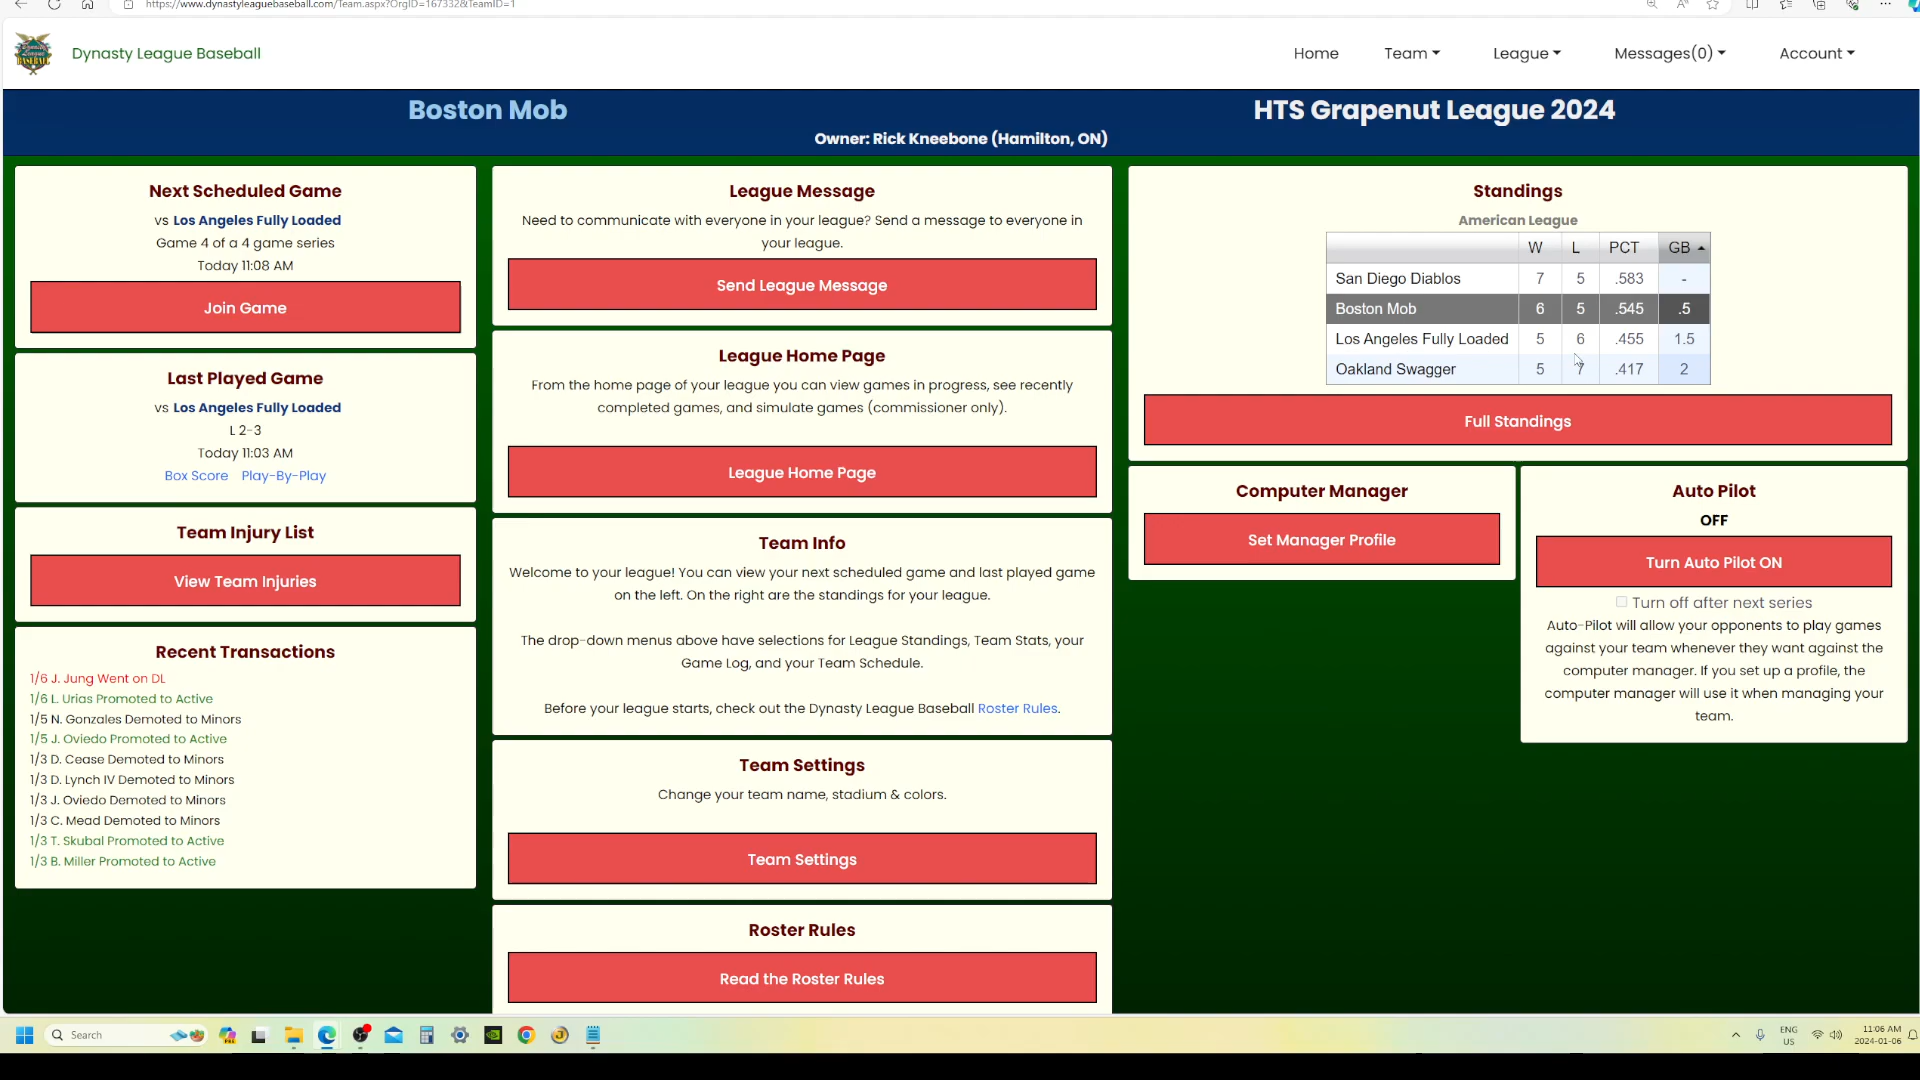 https://www.dynastyleaguebaseball.com/Team.aspx?OrgID=167332&TeamID=1
Dynasty League Baseball
Home
Team
League
Messages(0)
Account
Boston Mob
HTS Grapenut League 2024
Owner: Rick Kneebone (Hamilton, ON)
Next Scheduled Game
vs Los Angeles Fully Loaded
Game 4 of a 4 game series
Today 11:08 AM
Join Game
Last Played Game
vs Los Angeles Fully Loaded
L 2-3
Today 11:03 AM
Box Score Play-By-Play
Team Injury List
View Team Injuries
Recent Transactions
1/6 J. Jung Went on DL
1/6 L. Urías Promoted to Active
1/5 N. Gonzales Demoted to Minors
1/5 J. Oviedo Promoted to Active
1/3 D. Cease Demoted to Minors
1/3 D. Lynch IV Demoted to Minors
1/3 J. Oviedo Demoted to Minors
1/3 C. Mead Demoted to Minors
1/3 T. Skubal Promoted to Active
1/3 B. Miller Promoted to Active
League Message
Need to communicate with everyone in your league? Send a message to everyone in
your league.
Send League Message
League Home Page
From the home page of your league you can view games in progress, see recently
completed games, and simulate games (commissioner only).
League Home Page
Team Info
Welcome to your league! You can view your next scheduled game and last played game
on the left. On the right are the standings for your league.
The drop-down menus above have selections for League Standings, Team Stats, your
Game Log, and your Team Schedule.
Before your league starts, check out the Dynasty League Baseball Roster Rules.
Team Settings
Change your team name, stadium & colors.
Team Settings
Roster Rules
Read the Roster Rules
Standings
American League
W L PCT GB
San Diego Diablos 7 5 .583 -
Boston Mob 6 5 .545 .5
Los Angeles Fully Loaded 5 6 .455 1.5
Oakland Swagger 5 7 .417 2
Full Standings
Computer Manager
Set Manager Profile
Auto Pilot
OFF
Turn Auto Pilot ON
Turn off after next series
Auto-Pilot will allow your opponents to play games
against your team whenever they want against the
computer manager. If you set up a profile, the
computer manager will use it when managing your
team.
Search
ENG
US
11:06 AM
2024-01-06